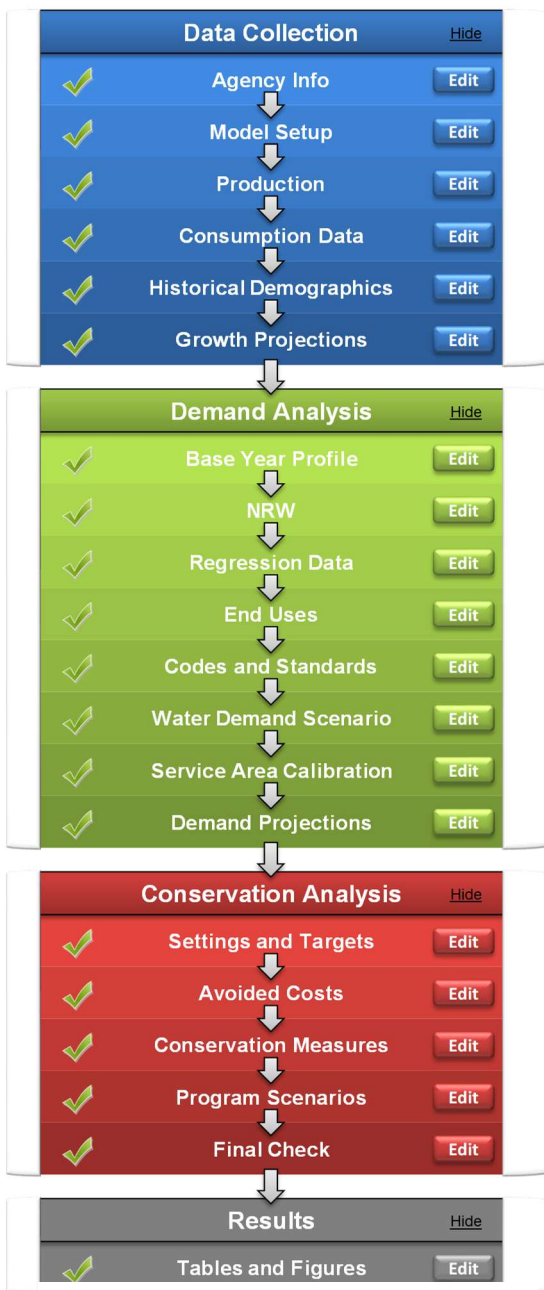 Data Collection Hide
Agency Info Edit
Model Setup Edit
Production Edit
Consumption Data Edit
Historical Demographics Edit
Growth Projections Edit
Demand Analysis Hide
Base Year Profile Edit
NRW Edit
Regression Data Edit
End Uses Edit
Codes and Standards Edit
Water Demand Scenario Edit
Service Area Calibration Edit
Demand Projections Edit
Conservation Analysis Hide
Settings and Targets Edit
Avoided Costs Edit
Conservation Measures Edit
Program Scenarios Edit
Final Check Edit
Results Hide
Tables and Figures Edit